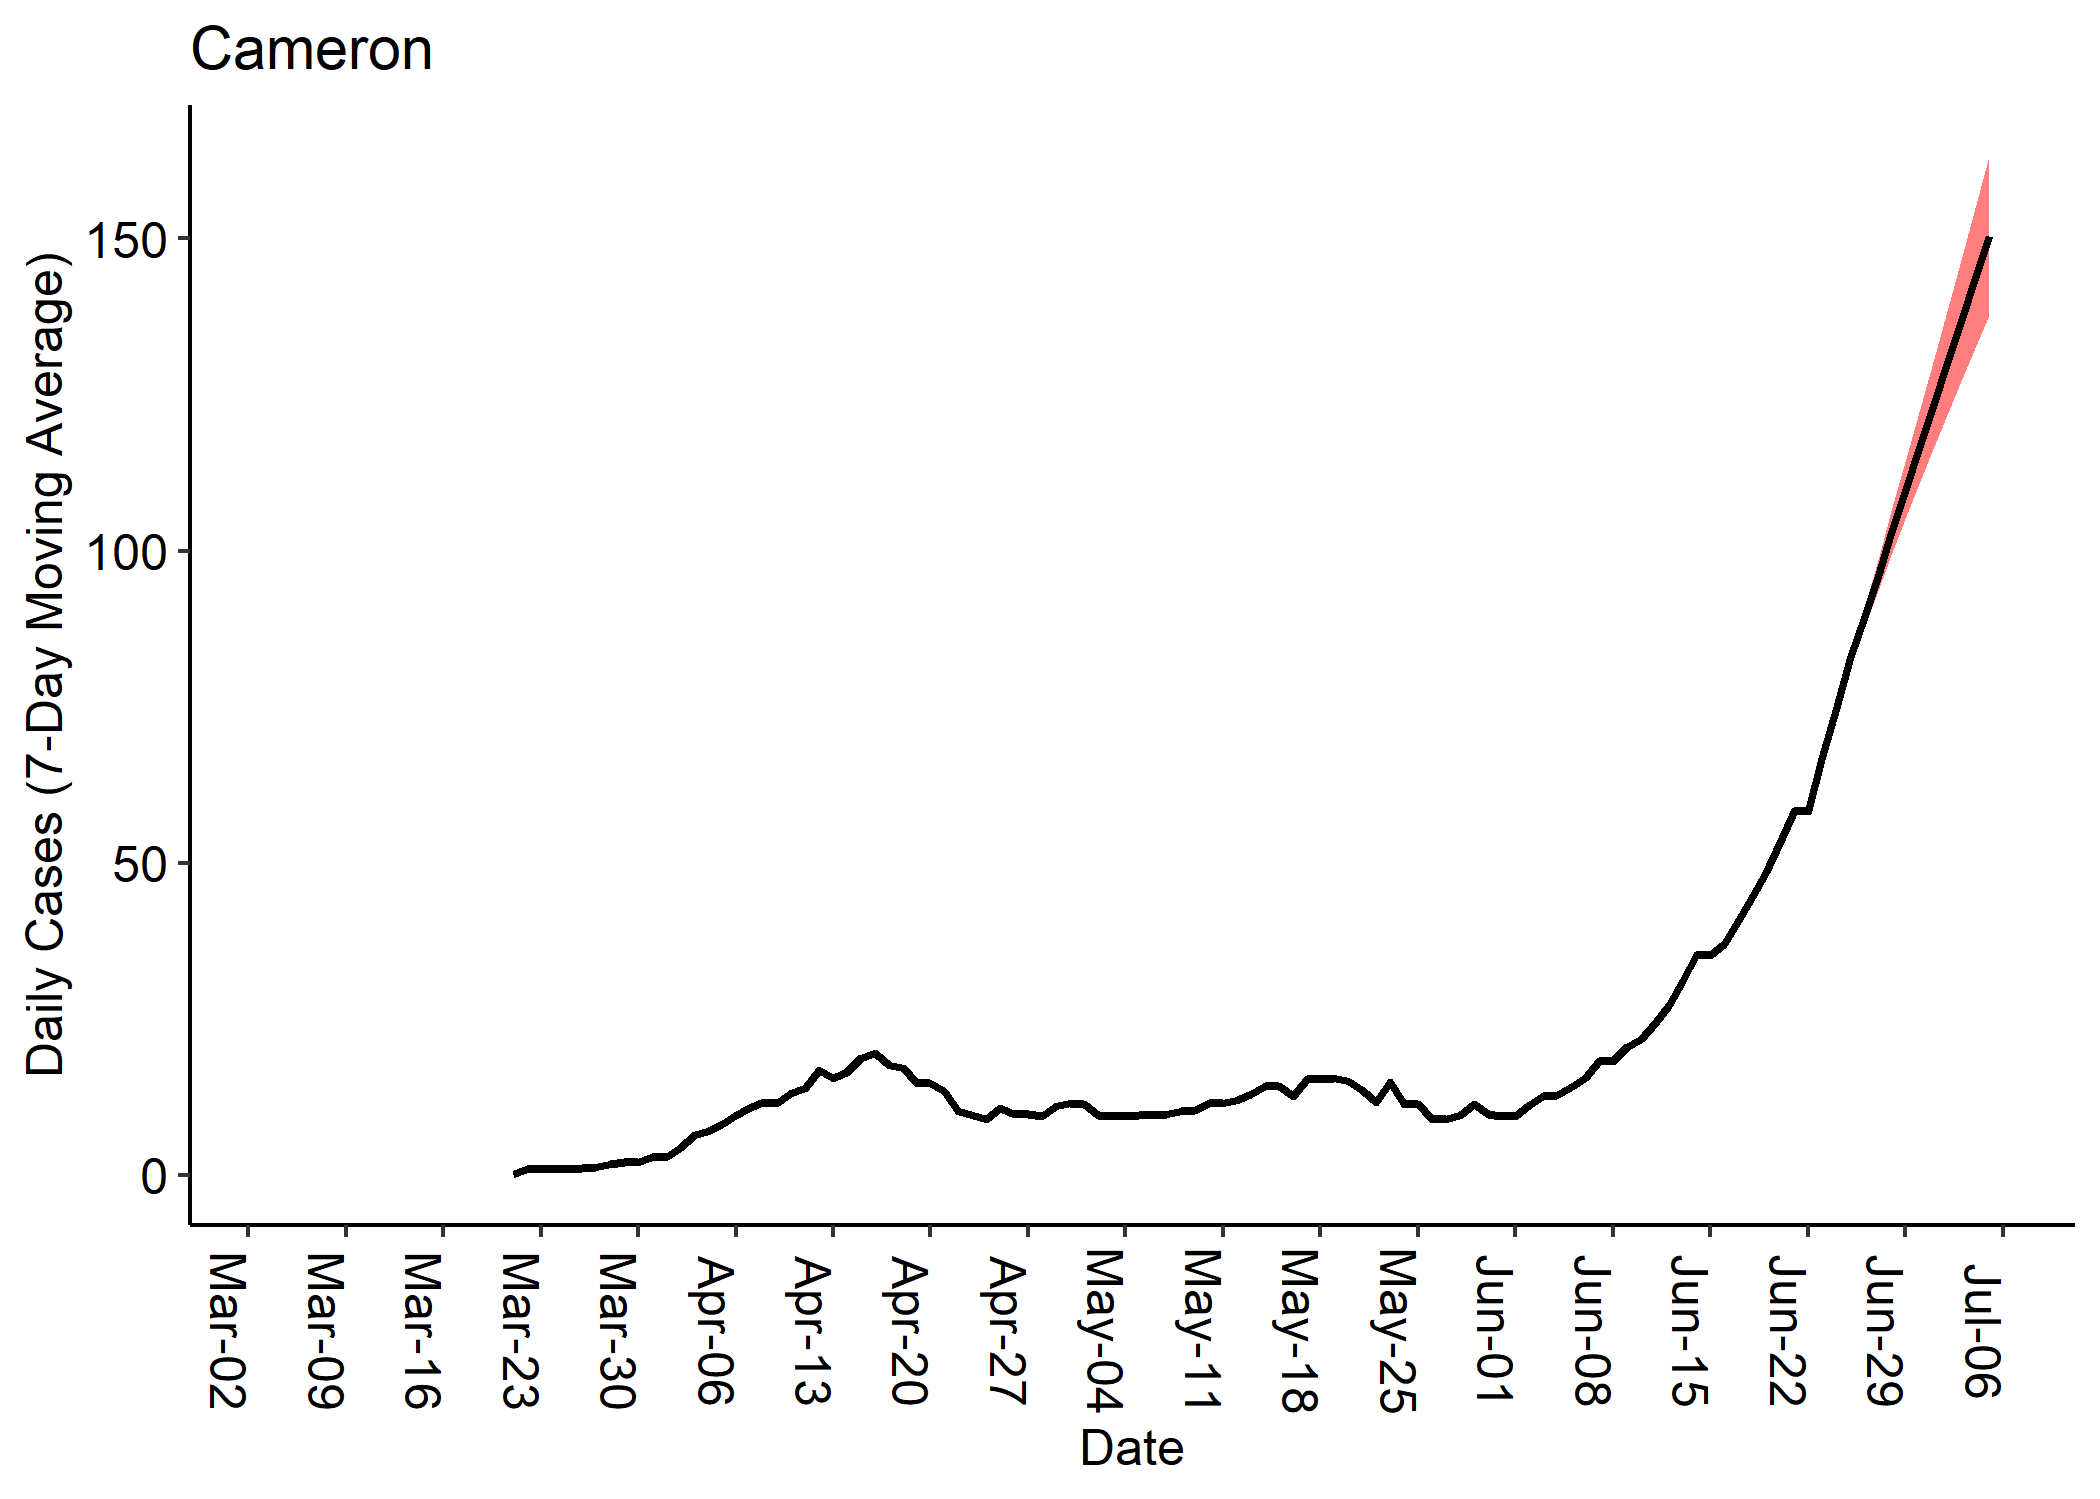 Cameron
Daily Cases (7-Day Moving Average)
150
100
50
0
Mar-02
Mar-09
Mar-16
Mar-23
Mar-30
Apr-06
Apr-13
Apr-20
Apr-27
May-04
May-11
May-18
May-25
Jun-01
Jun-08
Jun-15
Jun-22
Jun-29
Jul-06
Date